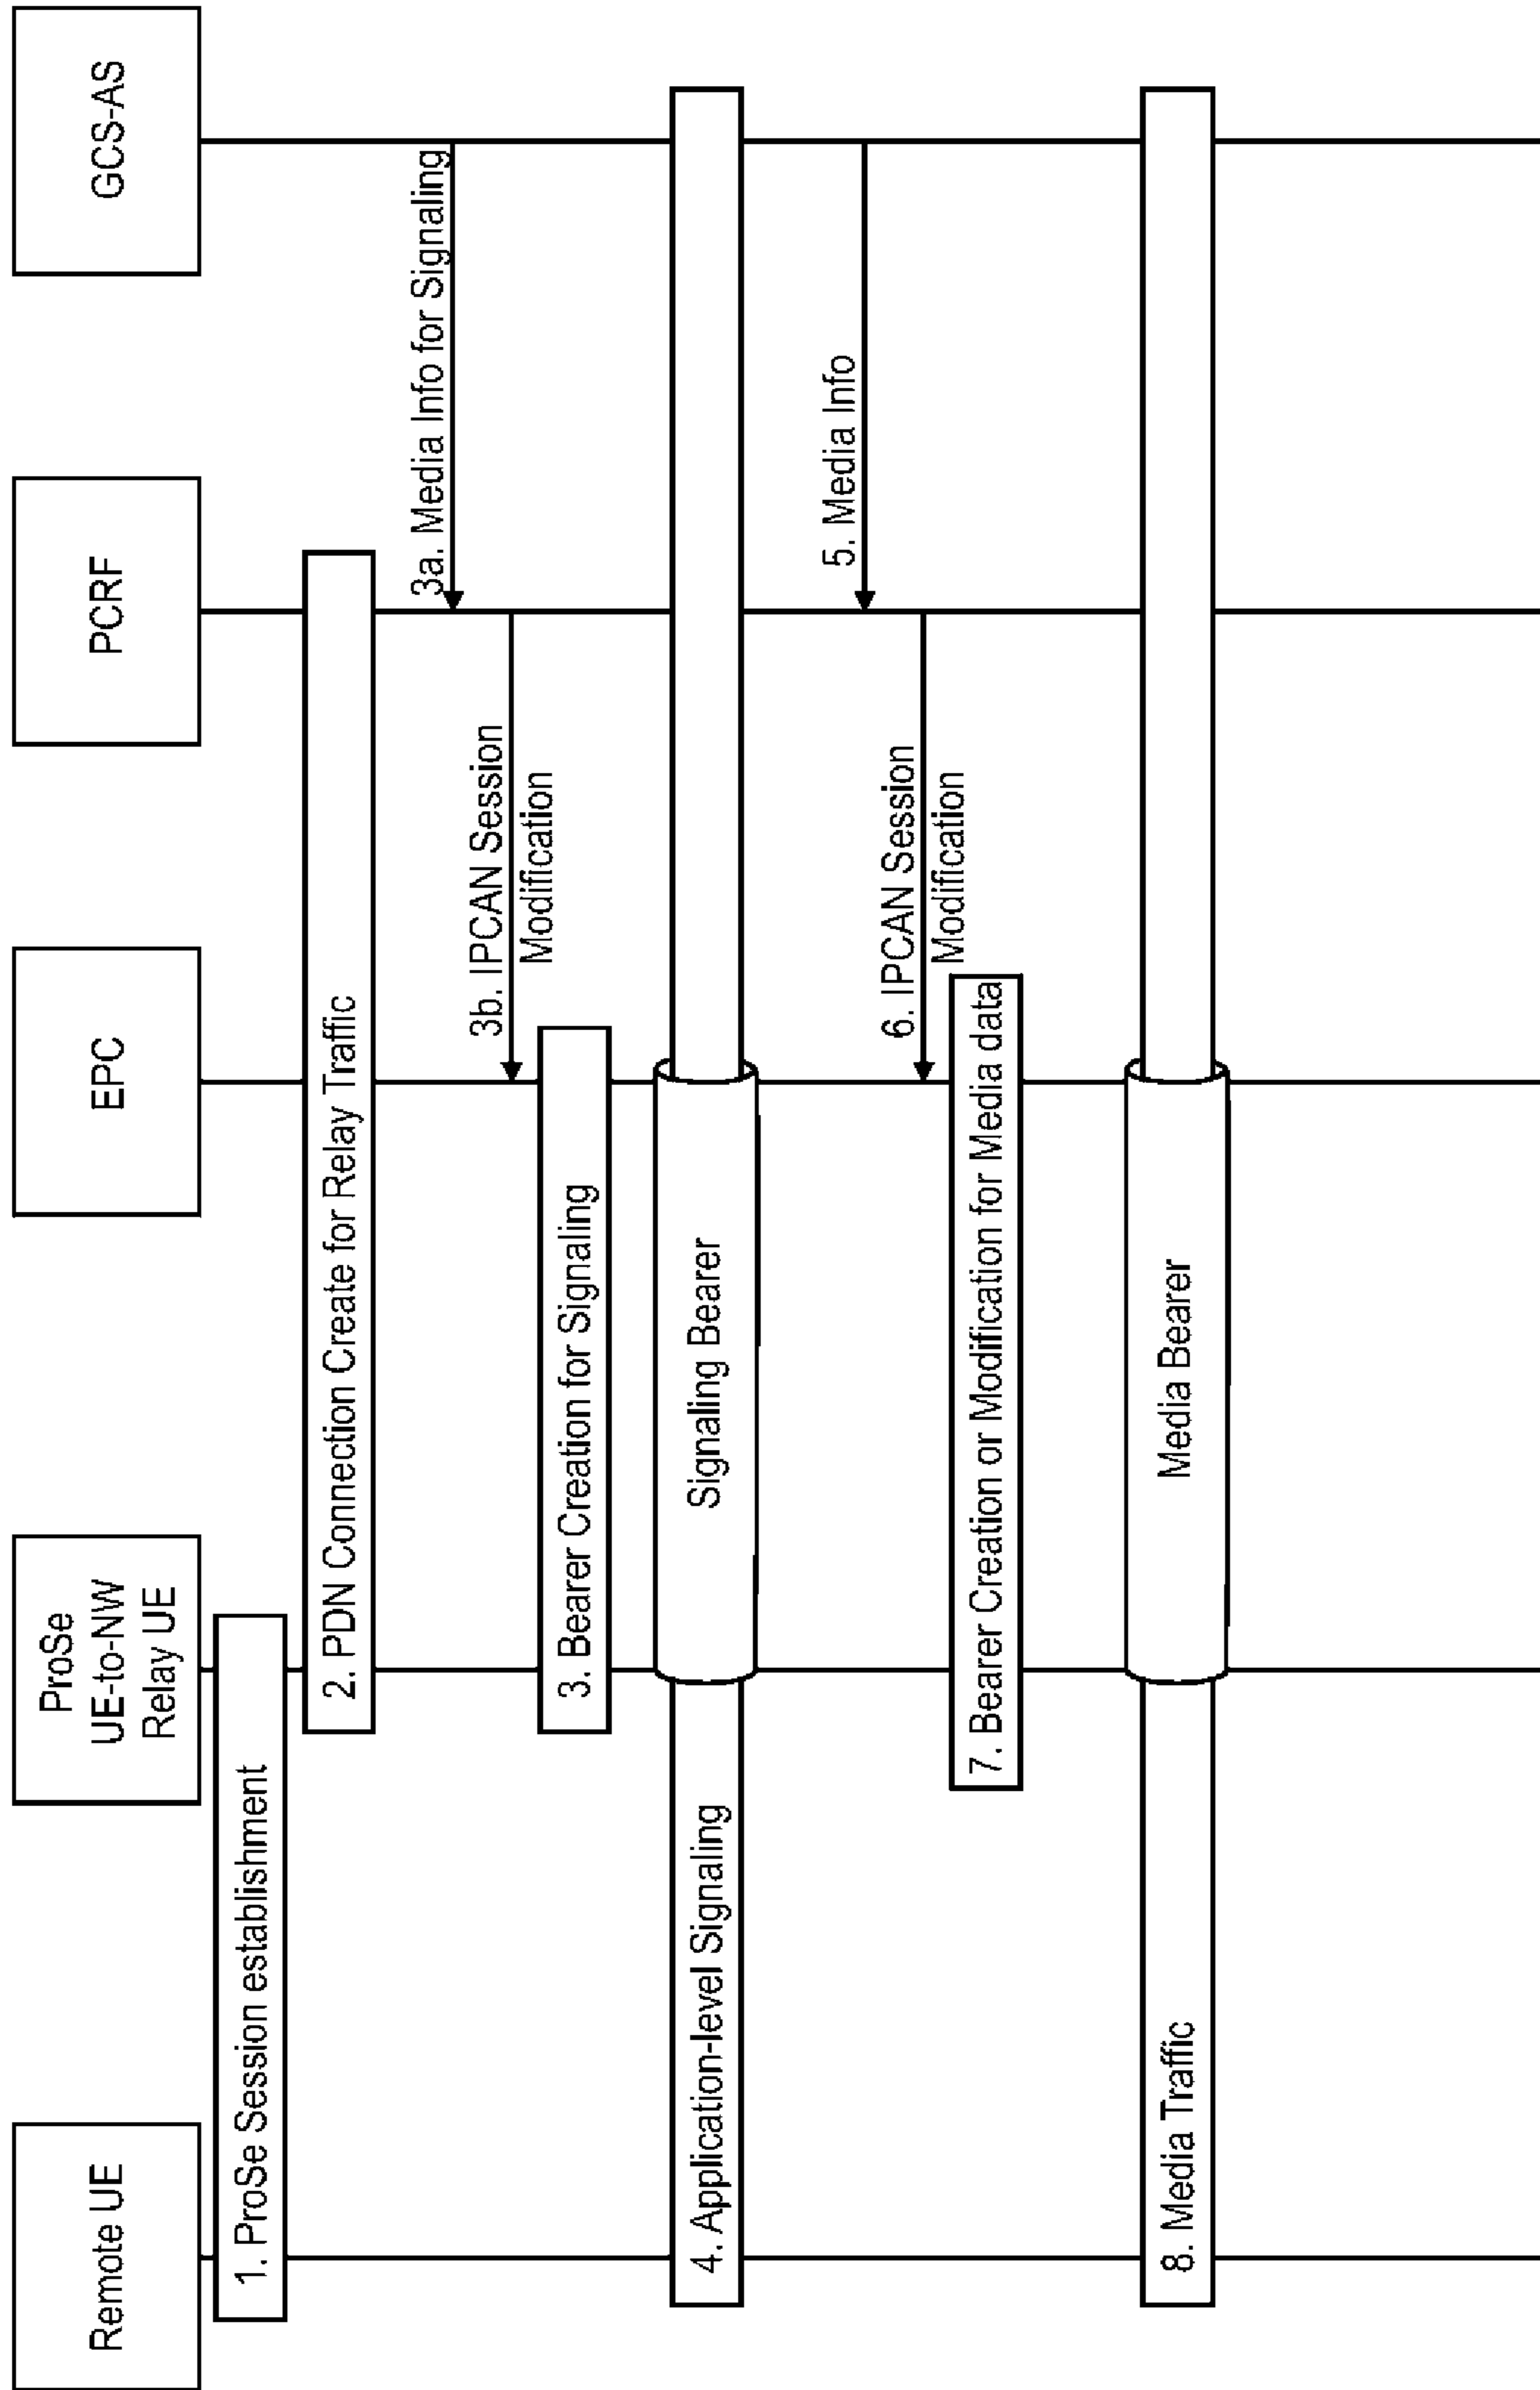 Remote UE
ProSe
UE-to-NW
Relay UE
EPC
PCRF
GCS-AS
1. ProSe Session establishment
2. PDN Connection Create for Relay Traffic
3a. Media Info for Signaling
3b. IPCAN Session
Modification
3. Bearer Creation for Signaling
4. Application-level Signaling
Signaling Bearer
5. Media Info
6. IPCAN Session
Modification
7. Bearer Creation or Modification for Media data
8. Media Traffic
Media Bearer